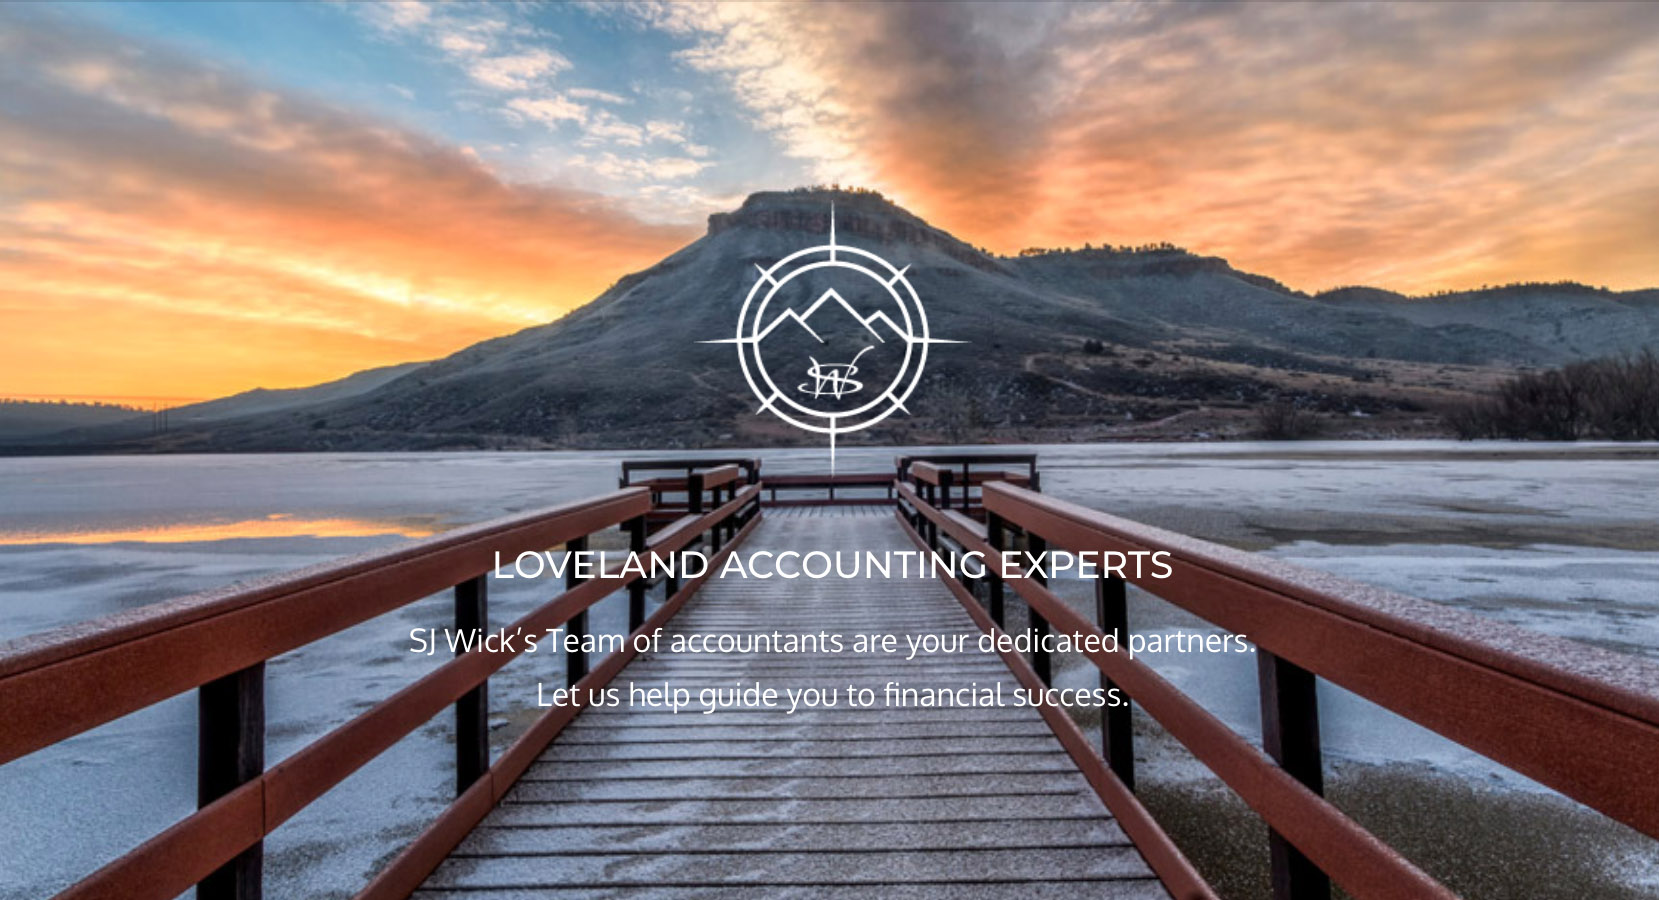 LOVELAND ACCOUNTING EXPERTS
SJ Wick's Team of accountants are your dedicated partners.
Let us help guide you to financial success.